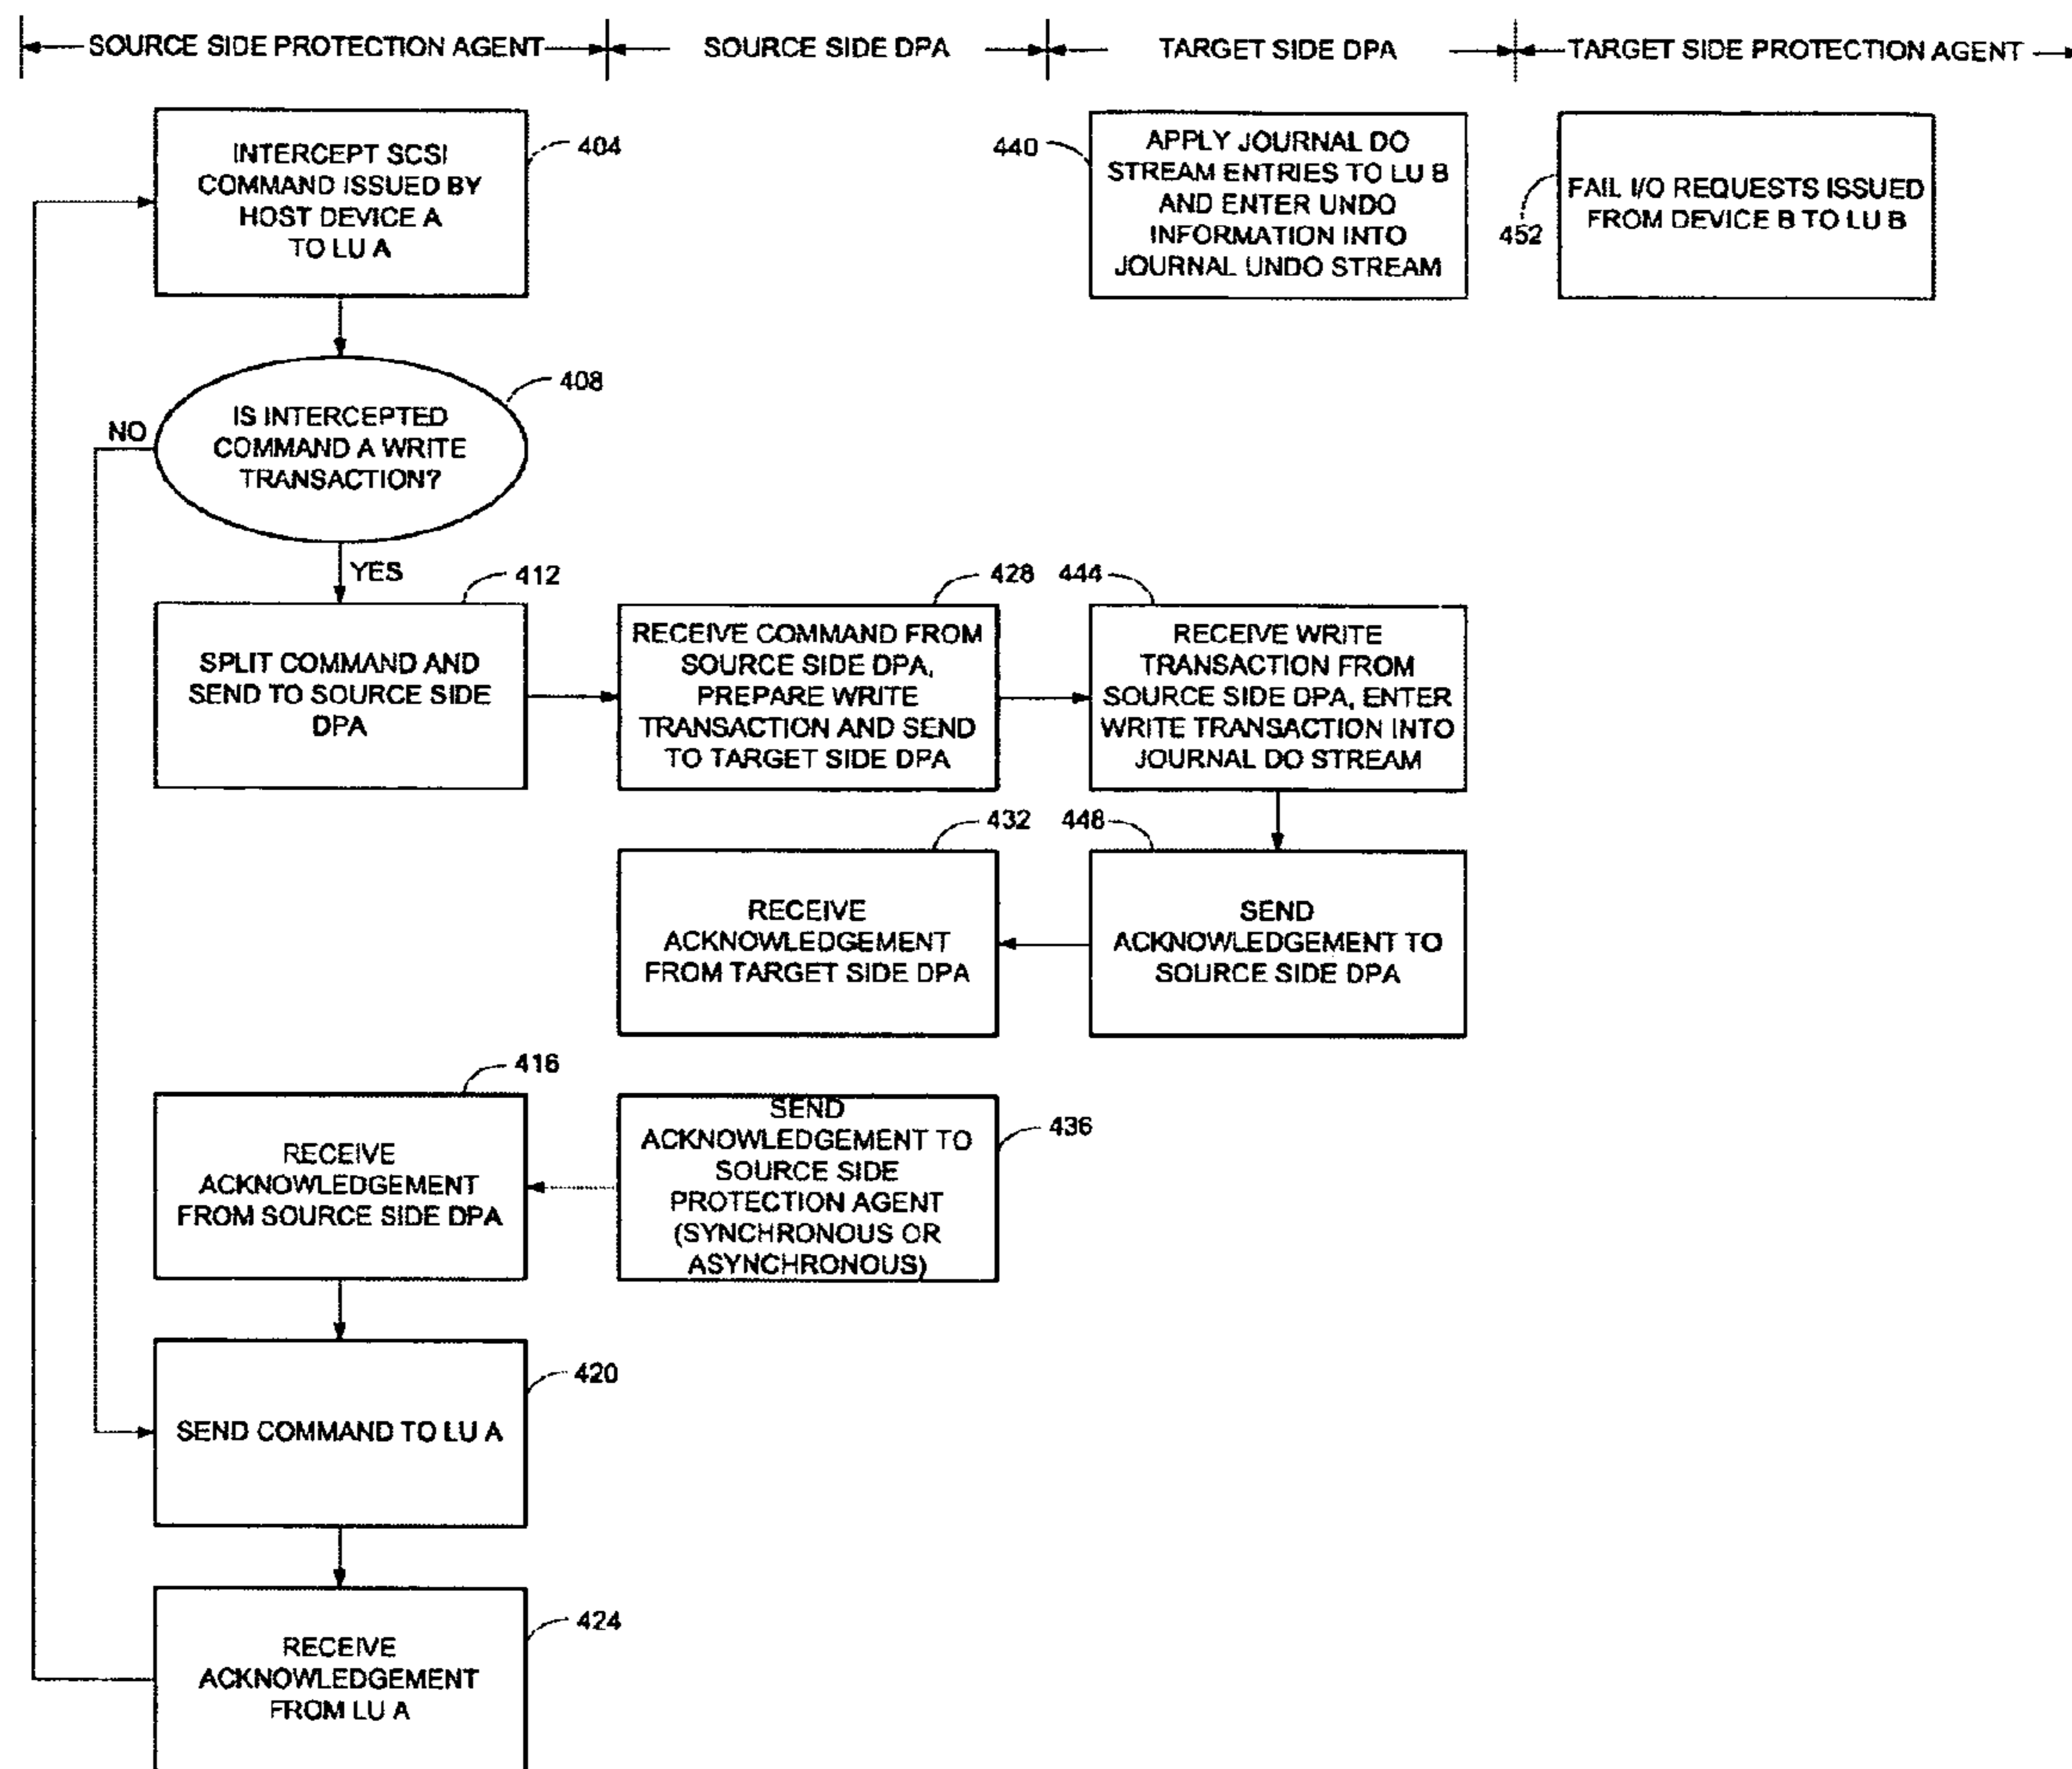 SOURCE SIDE PROTECTION AGENT
SOURCE SIDE DPA
TARGET SIDE DPA
TARGET SIDE PROTECTION AGENT
INTERCEPT SCSI
COMMAND ISSUED BY
HOST DEVICE A
TO LU A
404
440
APPLY JOURNAL DO
STREAM ENTRIES TO LU B
AND ENTER UNDO
INFORMATION INTO
JOURNAL UNDO STREAM
452
FAIL I/O REQUESTS ISSUED
FROM DEVICE B TO LU B
408
IS INTERCEPTED
COMMAND A WRITE
TRANSACTION?
NO
YES
412
SPLIT COMMAND AND
SEND TO SOURCE SIDE
DPA
428
RECEIVE COMMAND FROM
SOURCE SIDE DPA,
PREPARE WRITE
TRANSACTION AND SEND
TO TARGET SIDE DPA
444
RECEIVE WRITE
TRANSACTION FROM
SOURCE SIDE DPA, ENTER
WRITE TRANSACTION INTO
JOURNAL DO STREAM
432
RECEIVE
ACKNOWLEDGEMENT
FROM TARGET SIDE DPA
448
SEND
ACKNOWLEDGEMENT TO
SOURCE SIDE DPA
416
RECEIVE
ACKNOWLEDGEMENT
FROM SOURCE SIDE DPA
436
SEND
ACKNOWLEDGEMENT TO
SOURCE SIDE
PROTECTION AGENT
(SYNCHRONOUS OR
ASYNCHRONOUS)
420
SEND COMMAND TO LU A
424
RECEIVE
ACKNOWLEDGEMENT
FROM LU A